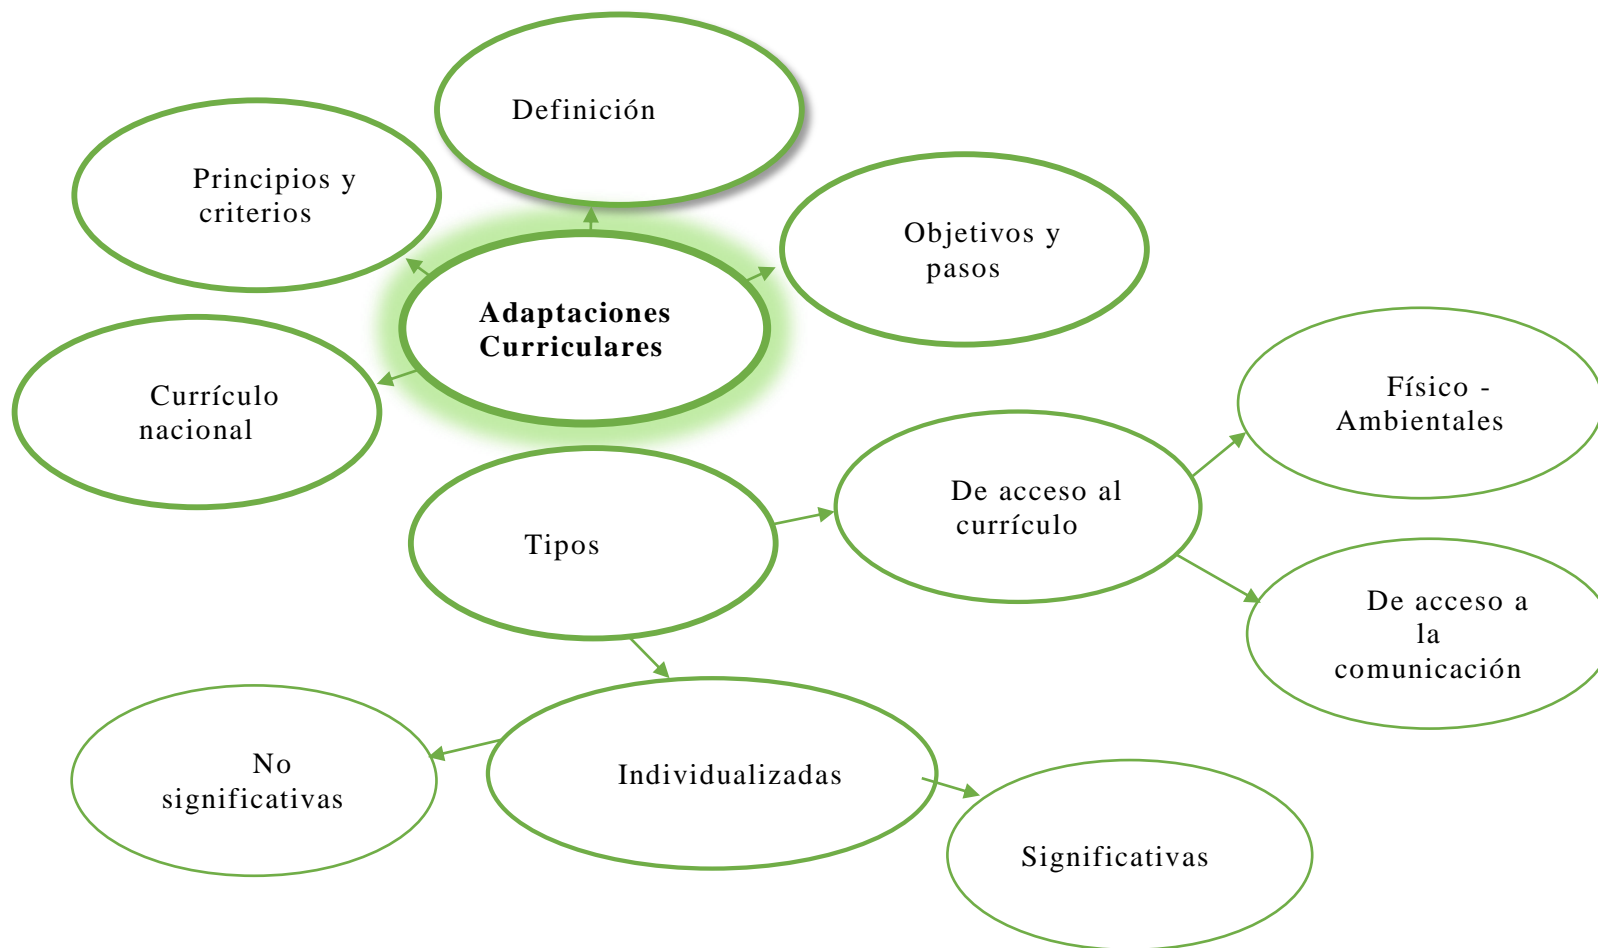 Definición
Principios y
criterios
Objetivos y
pasos
Adaptaciones
Curriculares
Currículo
nacional
Físico -
Ambientales
De acceso al
currículo
Tipos
De acceso a
la
comunicación
No
significativas
Individualizadas
Significativas